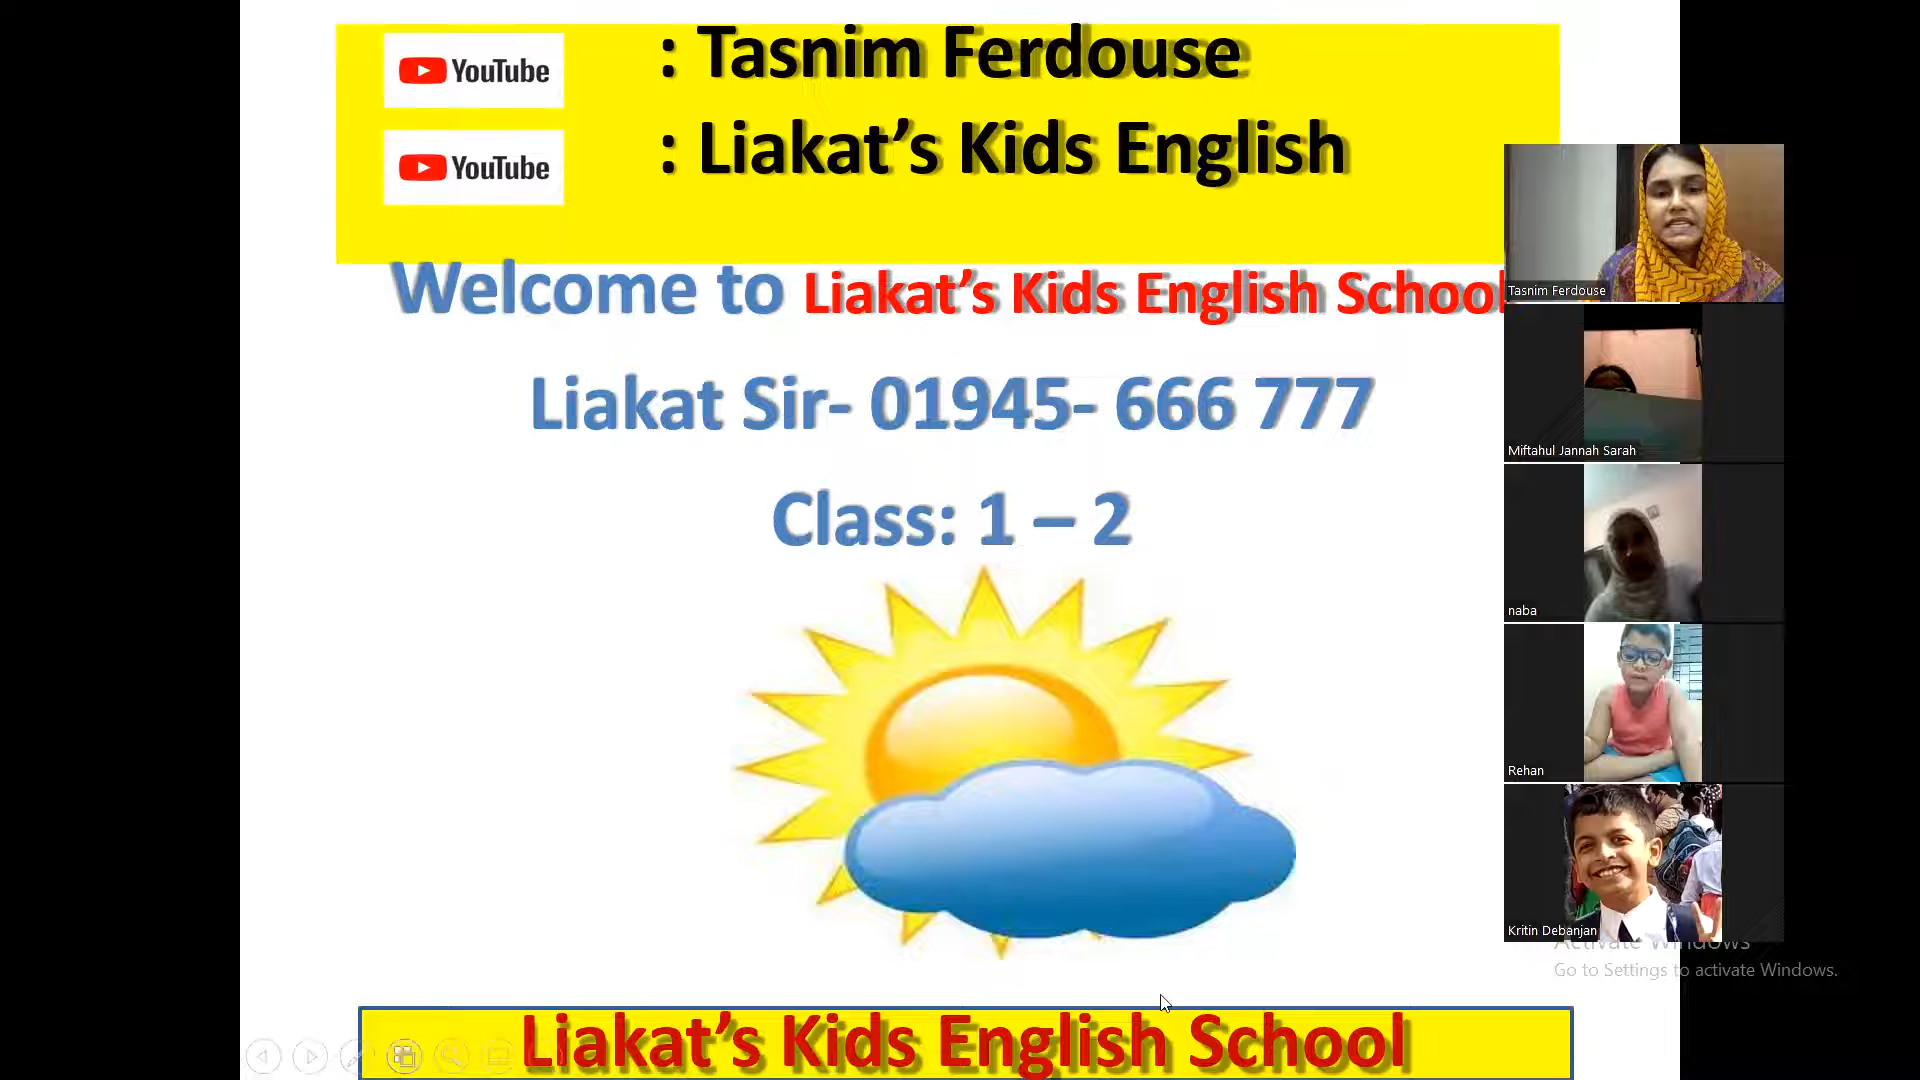 YouTube : Tasnim Ferdouse
YouTube : Liakat's Kids English
Welcome to Liakat's Kids English School
Liakat Sir- 01945- 666 777
Class: 1 – 2
Liakat's Kids English School
Tasnim Ferdouse
Miftahul Jannah Sarah
naba
Rehan
Kritin Debanjan
Activate Windows
Go to Settings to activate Windows.